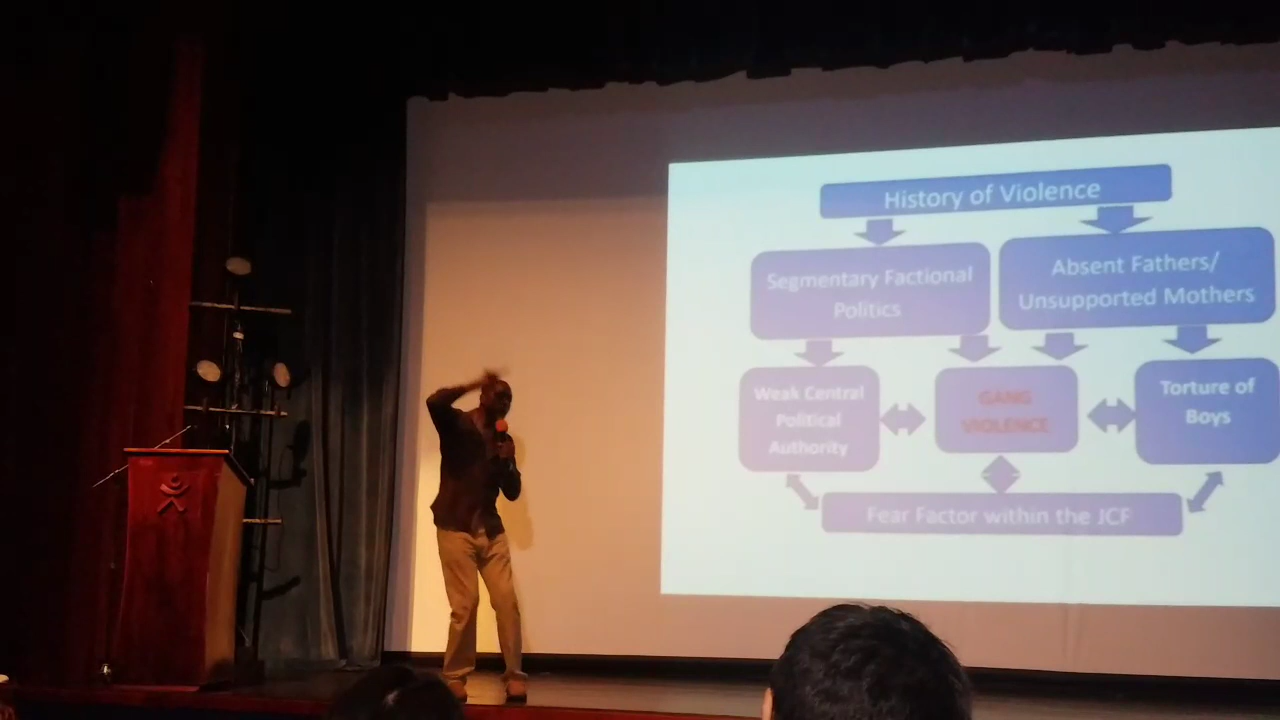 History of Violence
Segmentary Factional
Politics
Absent Fathers/
Unsupported Mothers
Weak Central
Political
Authority
GANG
VIOLENCE
Torture of
Boys
Fear Factor within the JCF